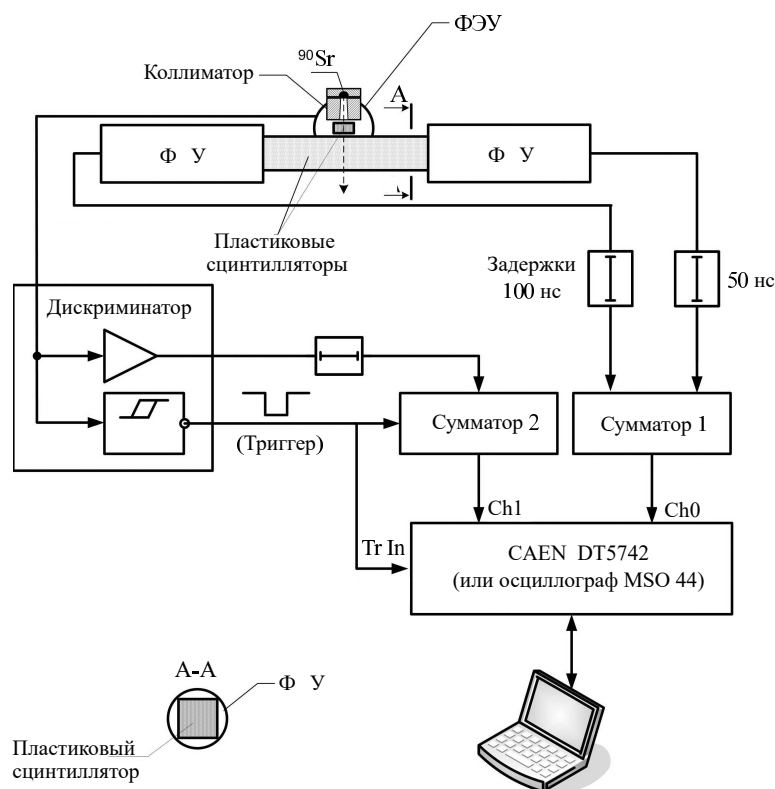 ФЭУ
⁹⁰Sr
Коллиматор
А
Ф У
Ф У
Пластиковые
сцинтилляторы
Задержки
100 нс
50 нс
Дискриминатор
(Триггер)
Сумматор 2
Сумматор 1
Ch1
Ch0
Tr In
CAEN DT5742
(или осциллограф MSO 44)
А-А
Ф У
Пластиковый
сцинтиллятор